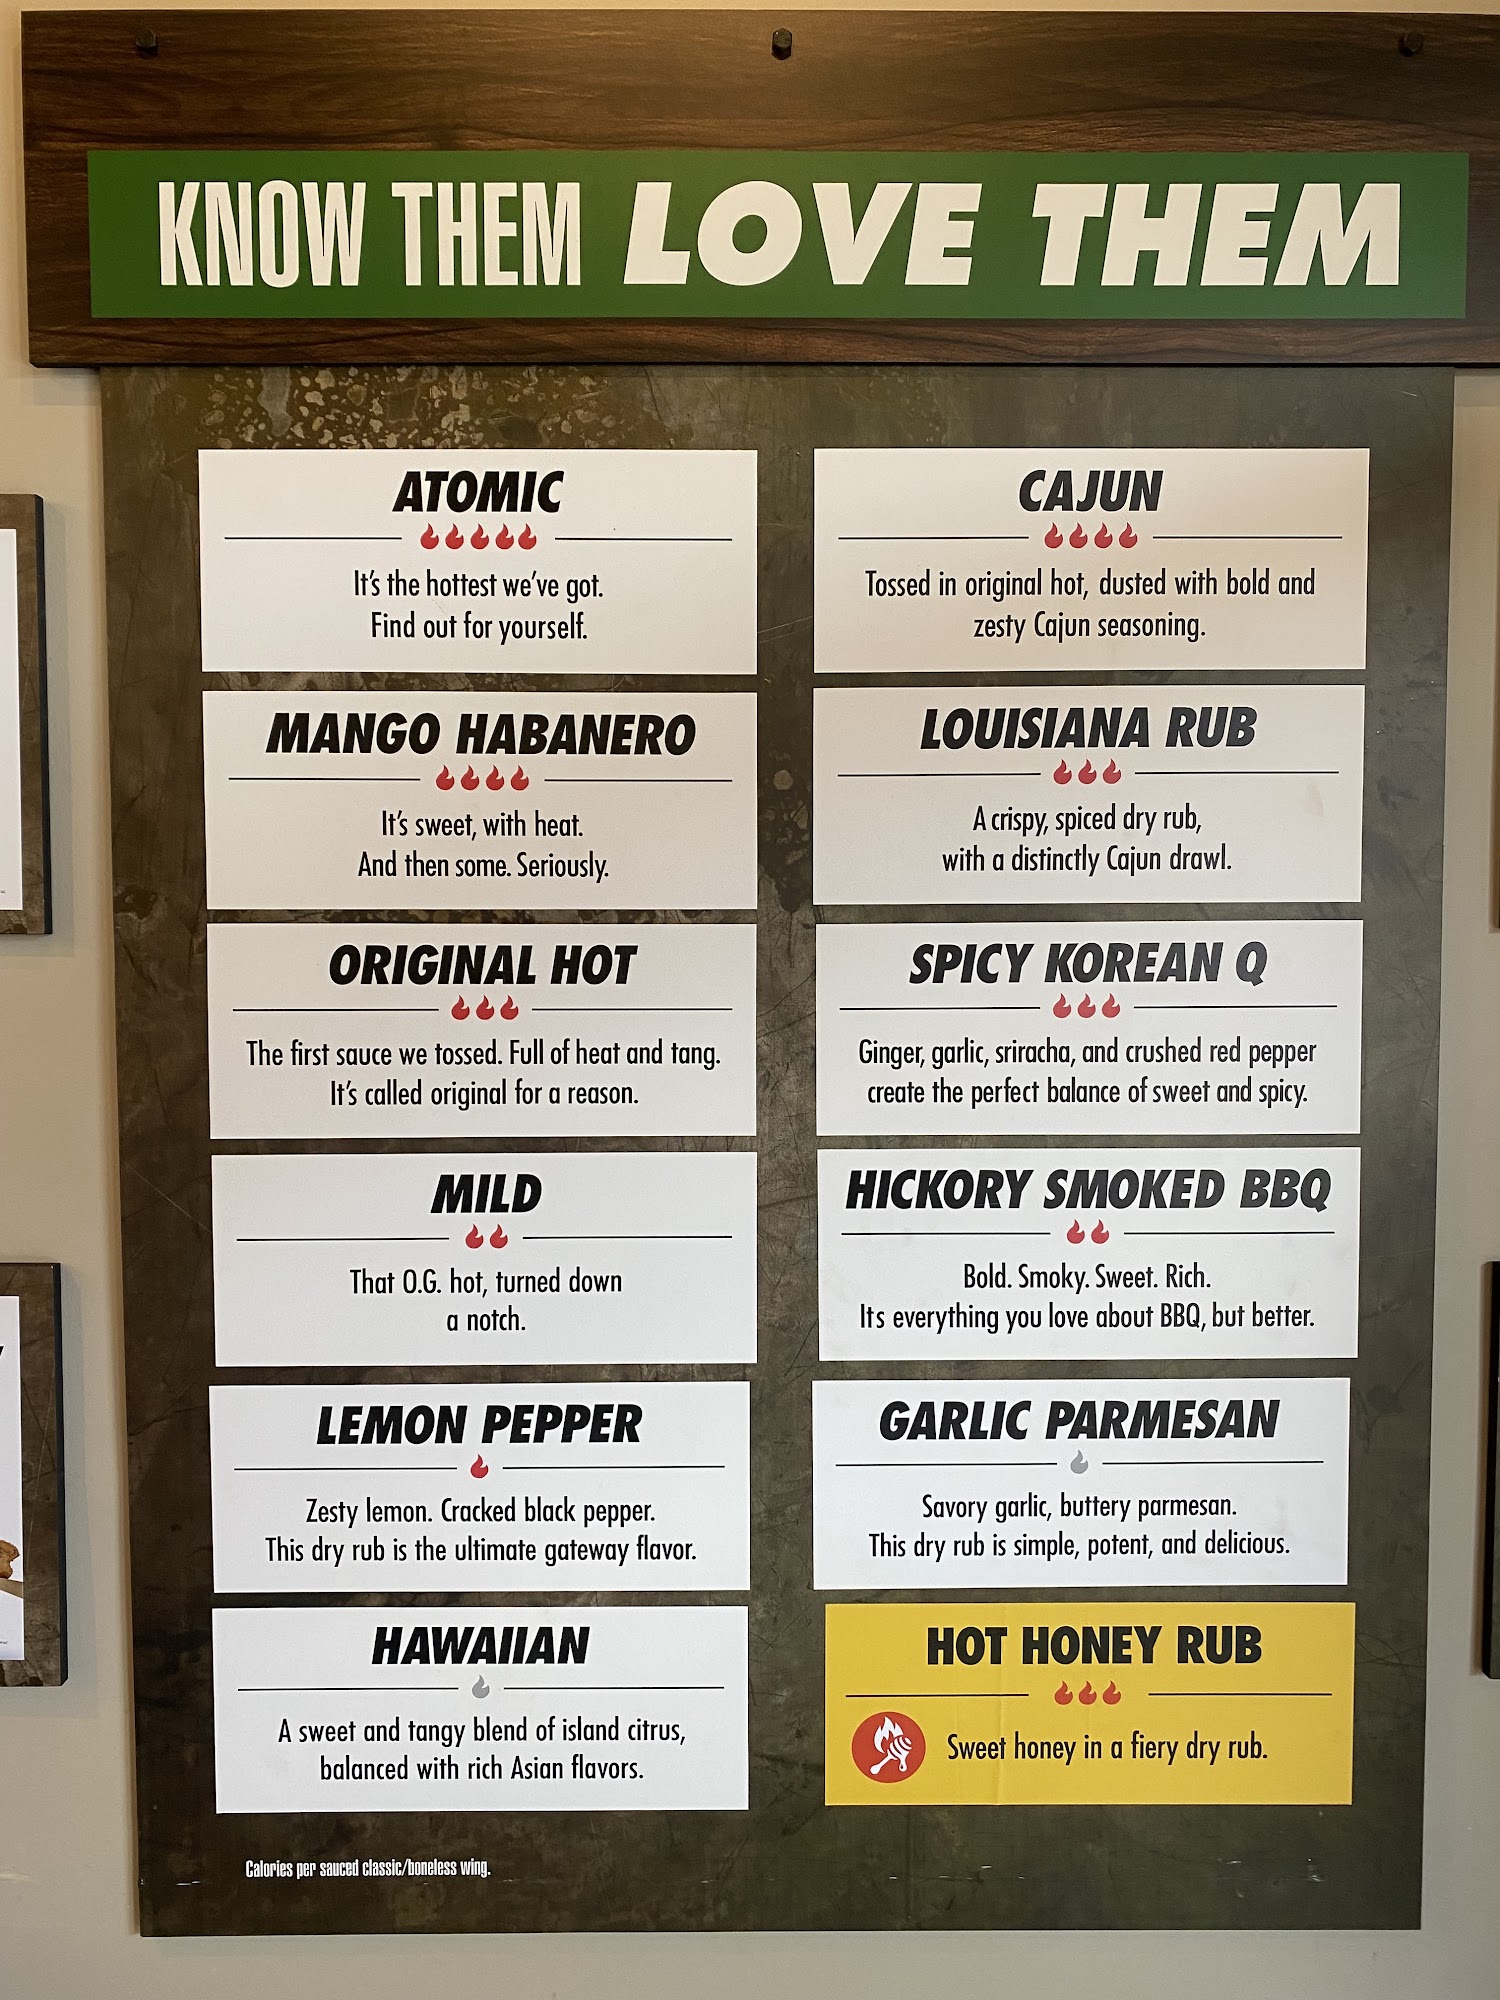 KNOW THEM LOVE THEM
ATOMIC
It's the hottest we've got.
Find out for yourself.
MANGO HABANERO
It's sweet, with heat.
And then some. Seriously.
ORIGINAL HOT
The first sauce we tossed. Full of heat and tang.
It's called original for a reason.
MILD
That O.G. hot, turned down
a notch.
LEMON PEPPER
Zesty lemon. Cracked black pepper.
This dry rub is the ultimate gateway flavor.
HAWAIIAN
A sweet and tangy blend of island citrus,
balanced with rich Asian flavors.
CAJUN
Tossed in original hot, dusted with bold and
zesty Cajun seasoning.
LOUISIANA RUB
A crispy, spiced dry rub,
with a distinctly Cajun drawl.
SPICY KOREAN Q
Ginger, garlic, sriracha, and crushed red pepper
create the perfect balance of sweet and spicy.
HICKORY SMOKED BBQ
Bold. Smoky. Sweet. Rich.
Its everything you love about BBQ, but better.
GARLIC PARMESAN
Savory garlic, buttery parmesan.
This dry rub is simple, potent, and delicious.
HOT HONEY RUB
Sweet honey in a fiery dry rub.
Calories per sauced classic/boneless wing.